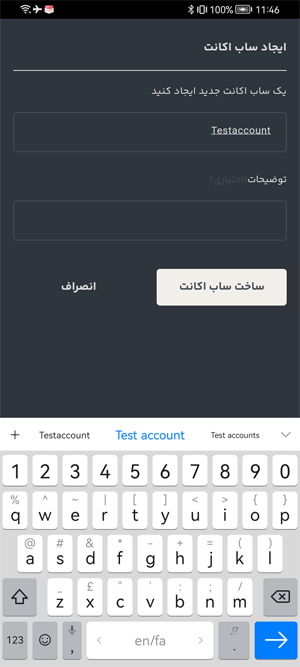 100% 11:46
ایجاد ساب اکانت
یک ساب اکانت جدید ایجاد کنید
Testaccount
توضیحات(اختیاری)
ساخت ساب اکانت
انصراف
+ Testaccount Test account Test accounts
1 2 3 4 5 6 7 8 9 0
% ^ ~ | [ ] < > { }
q w e r t y u i o p
@ # & * - + = ( )
a s d f g h j k l
_ £ " ' : ; /
z x c v b n m
123 , en/fa ,!? .